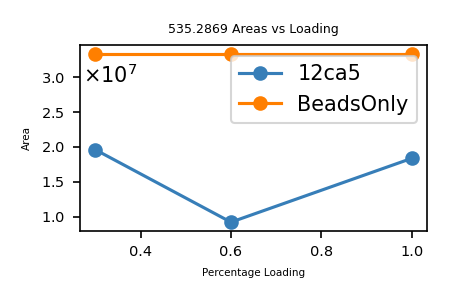 535.2869 Areas vs Loading
×10⁷
12ca5
BeadsOnly
3.0
2.5
2.0
1.5
1.0
Area
0.4 0.6 0.8 1.0
Percentage Loading